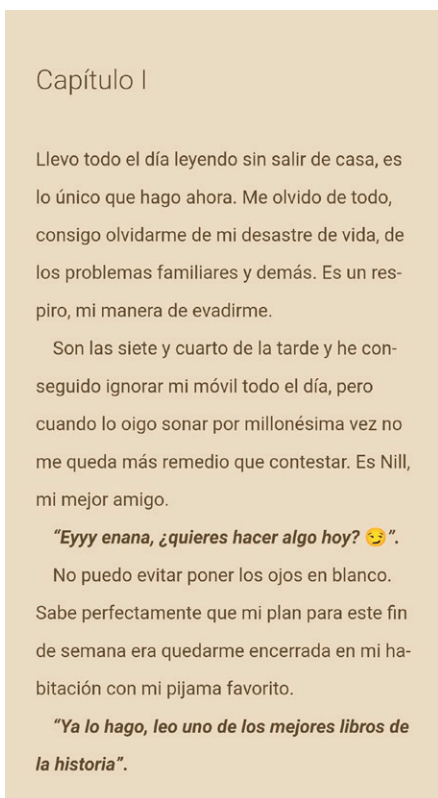 Capítulo I
Llevo todo el día leyendo sin salir de casa, es
lo único que hago ahora. Me olvido de todo,
consigo olvidarme de mi desastre de vida, de
los problemas familiares y demás. Es un res-
piro, mi manera de evadirme.
Son las siete y cuarto de la tarde y he con-
seguido ignorar mi móvil todo el día, pero
cuando lo oigo sonar por millonésima vez no
me queda más remedio que contestar. Es Nill,
mi mejor amigo.
“Eyyy enana, ¿quieres hacer algo hoy? 😏”.
No puedo evitar poner los ojos en blanco.
Sabe perfectamente que mi plan para este fin
de semana era quedarme encerrada en mi ha-
bitación con mi pijama favorito.
“Ya lo hago, leo uno de los mejores libros de
la historia”.